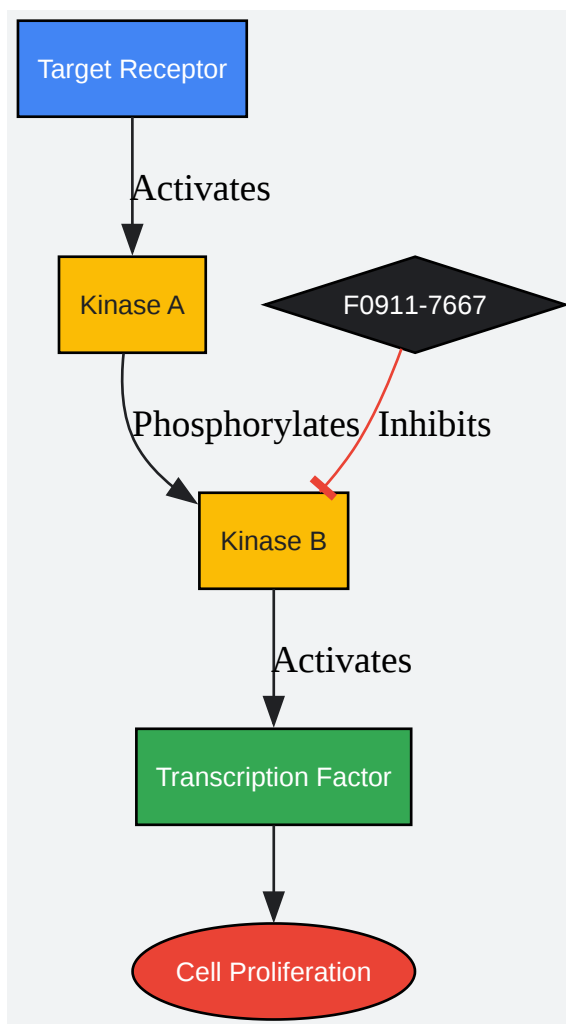 Target Receptor
Activates
Kinase A
F0911-7667
Phosphorylates
Inhibits
Kinase B
Activates
Transcription Factor
Cell Proliferation